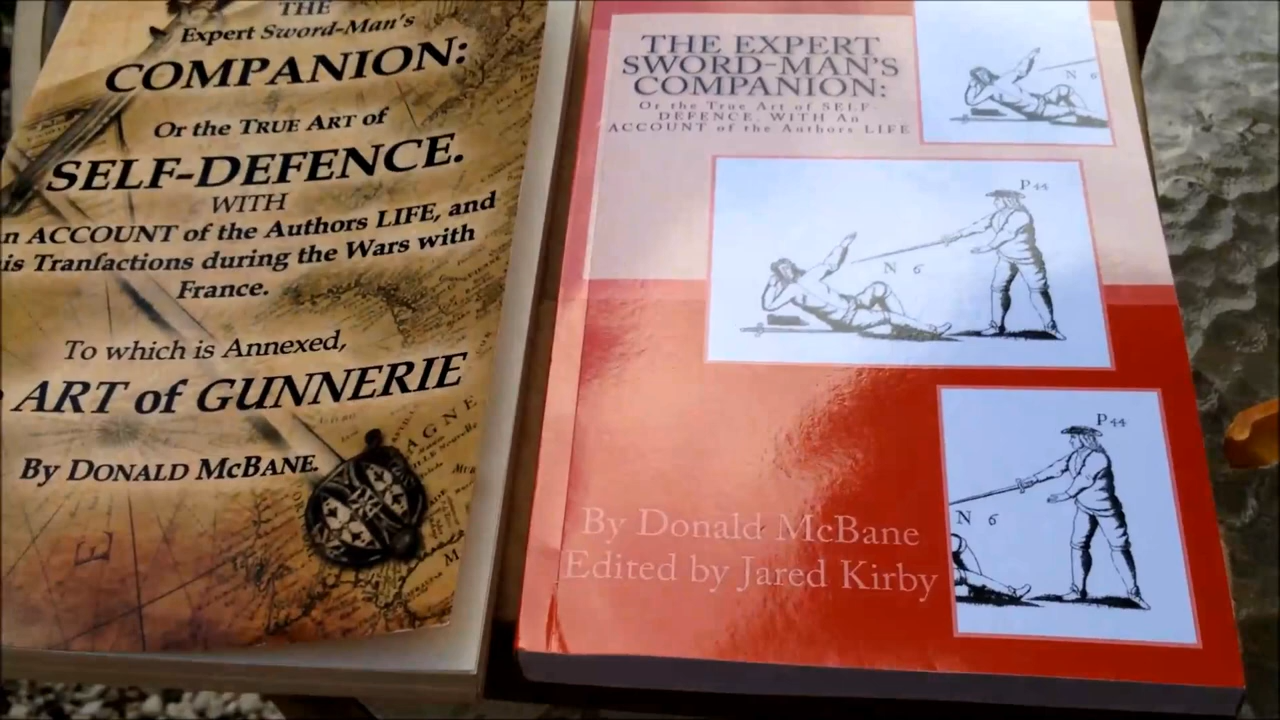 THE
Expert Sword-Man's
COMPANION:
Or the TRUE ART of
SELF-DEFENCE.
WITH
n ACCOUNT of the Authors LIFE, and
is Tranſactions during the Wars with
France.
To which is Annexed,
ART of GUNNERIE
By DONALD McBANE.
AGNE
E
M
THE EXPERT
SWORD-MAN'S
COMPANION:
Or the True Art of SELF-
DEFENCE. WITH An
ACCOUNT of the Authors LIFE
N 6
P 44
N 6
P 44
N 6
By Donald McBane
Edited by Jared Kirby